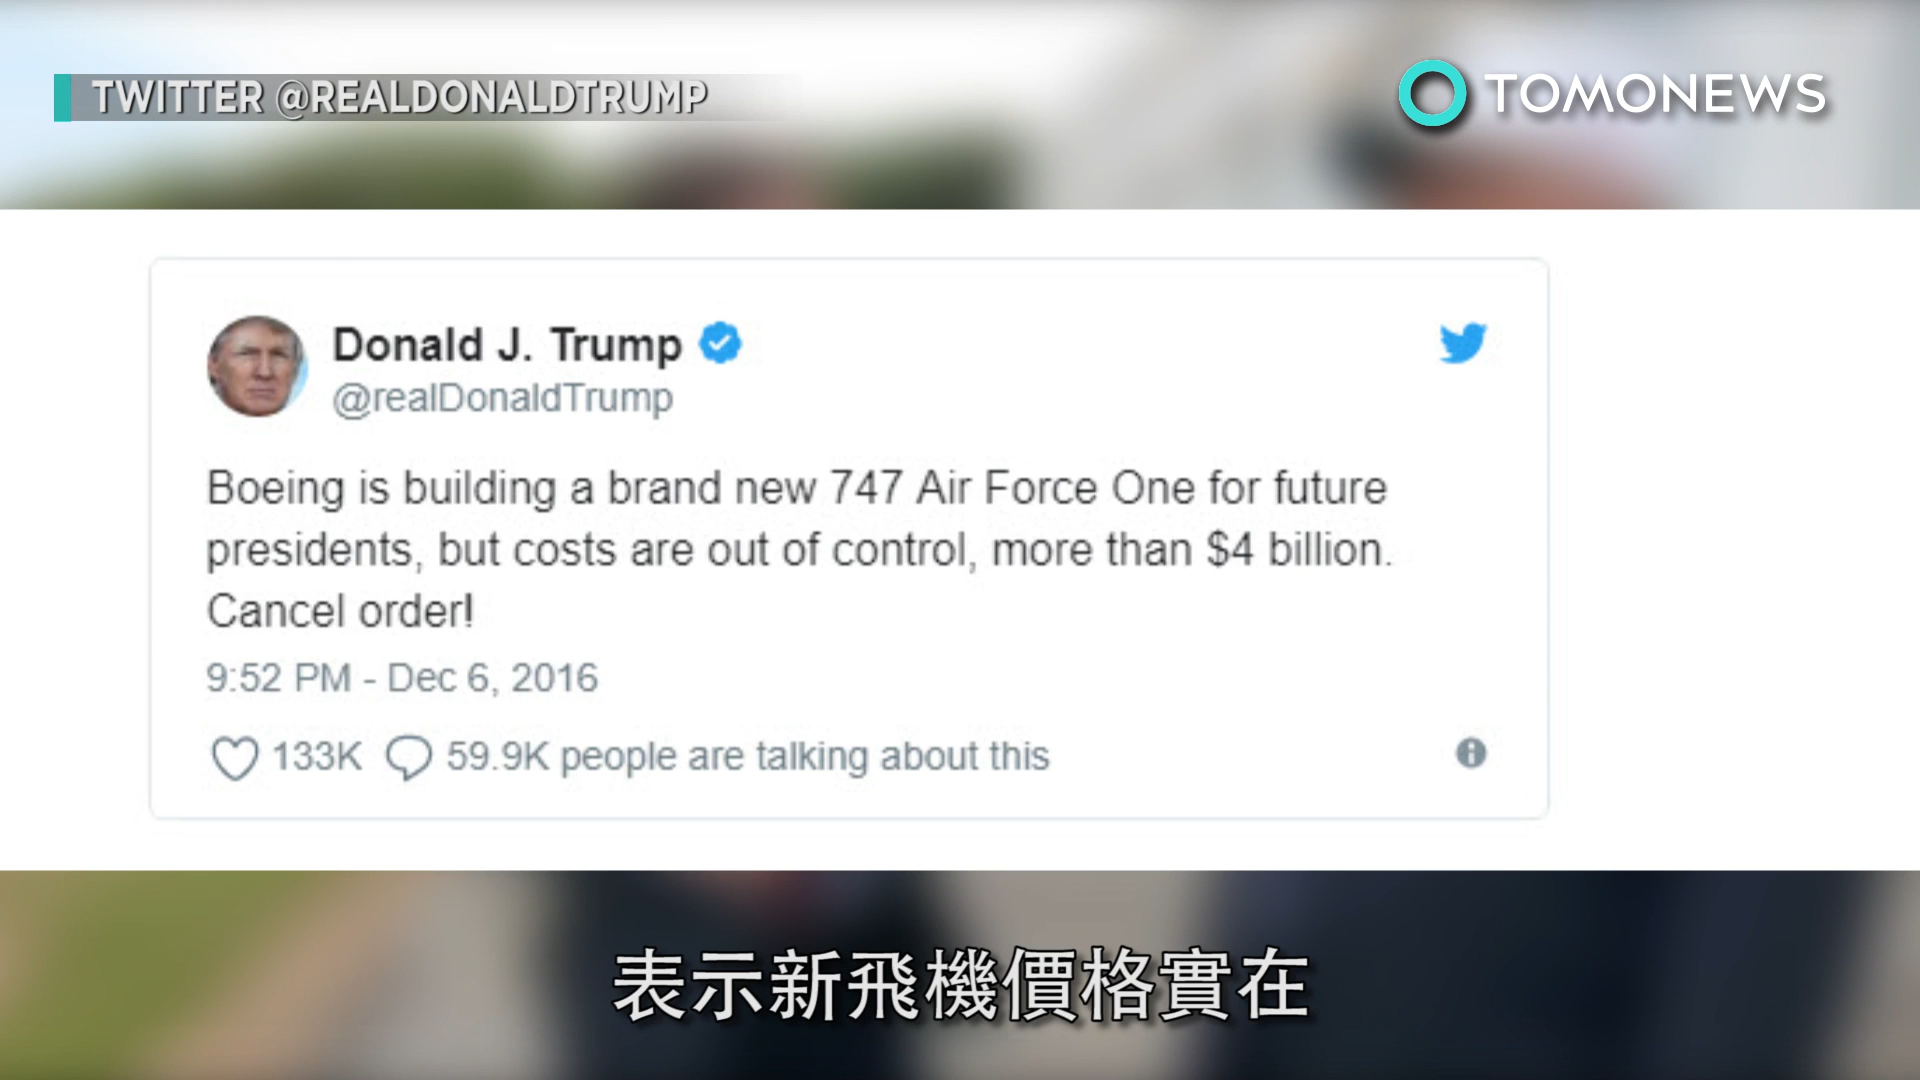 TWITTER @REALDONALDTRUMP
TOMONEWS
Donald J. Trump
@realDonaldTrump
Boeing is building a brand new 747 Air Force One for future
presidents, but costs are out of control, more than $4 billion.
Cancel order!
9:52 PM - Dec 6, 2016
133K 59.9K people are talking about this
表示新飛機價格實在